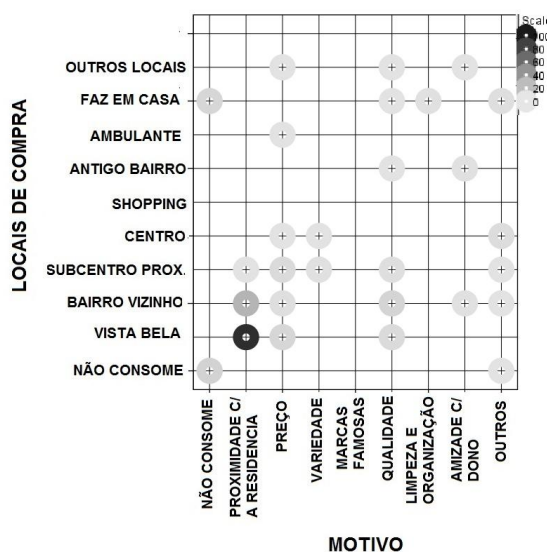 Scale
100
80
60
40
20
0
LOCAIS DE COMPRA
OUTROS LOCAIS
FAZ EM CASA
AMBULANTE
ANTIGO BAIRRO
SHOPPING
CENTRO
SUBCENTRO PROX.
BAIRRO VIZINHO
VISTA BELA
NÃO CONSOME
NÃO CONSOME
PROXIMIDADE C/
A RESIDENCIA
PREÇO
VARIEDADE
MARCAS
FAMOSAS
QUALIDADE
LIMPEZA E
ORGANIZAÇÃO
AMIZADE C/
DONO
OUTROS
MOTIVO